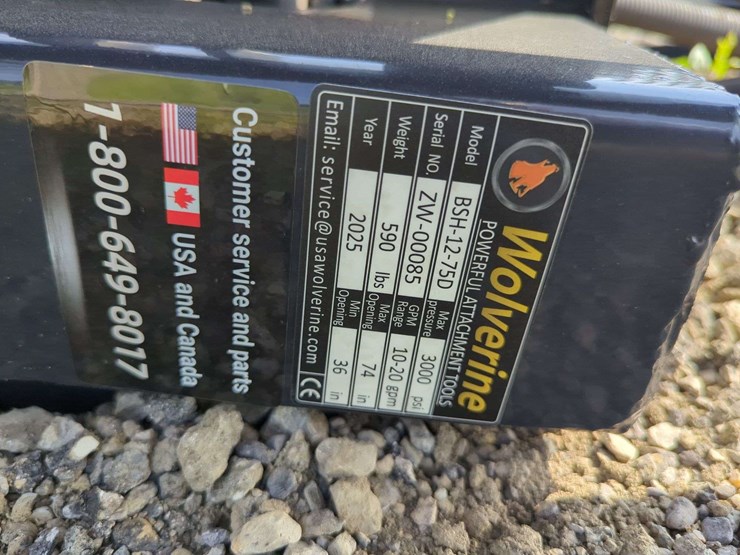 Wolverine
POWERFUL ATTACHMENT TOOLS
Model BSH-12-75D Max pressure 3000 psi
Serial NO. ZW-00085 GPM Range 10-20 gpm
Weight 590 lbs Max Opening 74 in
Year 2025 Min Opening 36 in
Email: service@usawolverine.com CE
Customer service and parts
USA and Canada
1-800-649-8017